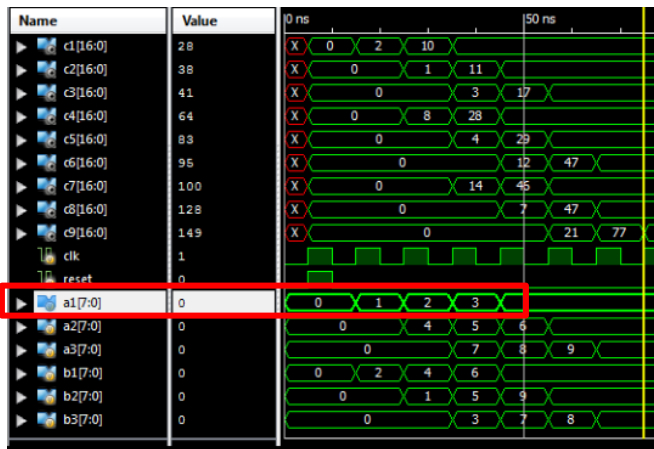 Name Value 0 ns 50 ns
c1[16:0] 28 X 0 2 10
c2[16:0] 38 X 0 1 11
c3[16:0] 41 X 0 3 17
c4[16:0] 64 X 0 8 28
c5[16:0] 83 X 0 4 29
c6[16:0] 95 X 0 12 47
c7[16:0] 100 X 0 14 46
c8[16:0] 128 X 0 7 47
c9[16:0] 149 X 0 21 77
clk 1
reset 0
a1[7:0] 0 0 1 2 3
a2[7:0] 0 0 4 5 6
a3[7:0] 0 0 7 8 9
b1[7:0] 0 0 2 4 6
b2[7:0] 0 0 1 5 9
b3[7:0] 0 0 3 7 8